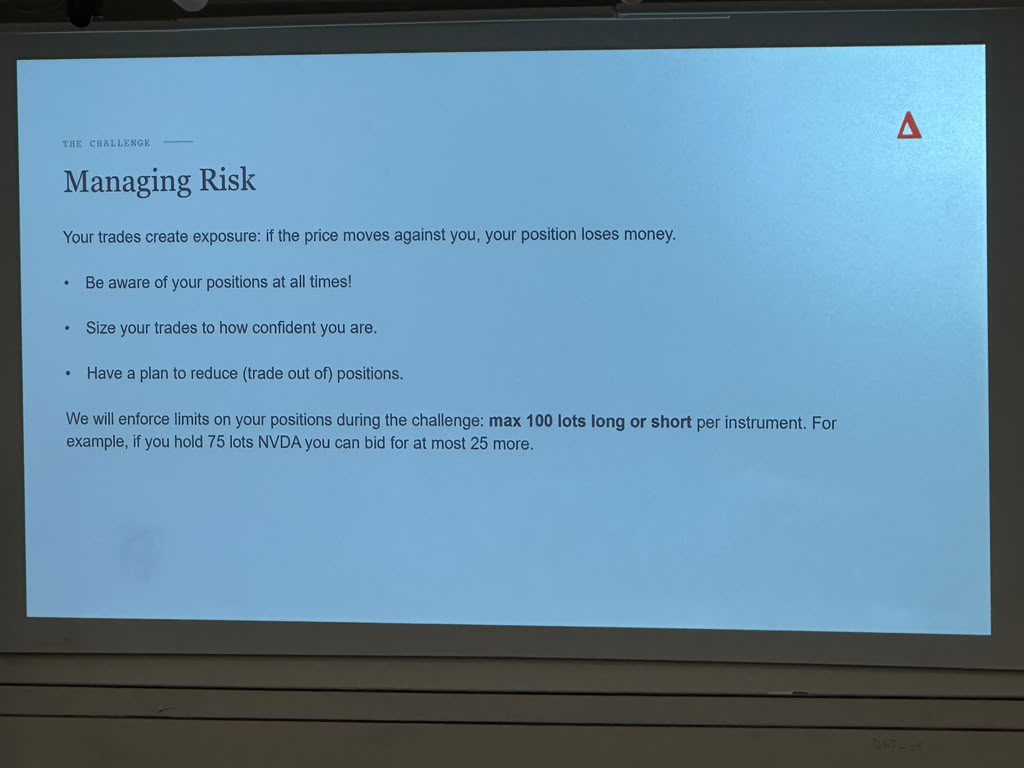 THE CHALLENGE
Managing Risk
Your trades create exposure: if the price moves against you, your position loses money.
• Be aware of your positions at all times!
• Size your trades to how confident you are.
• Have a plan to reduce (trade out of) positions.
We will enforce limits on your positions during the challenge: max 100 lots long or short per instrument. For
example, if you hold 75 lots NVDA you can bid for at most 25 more.